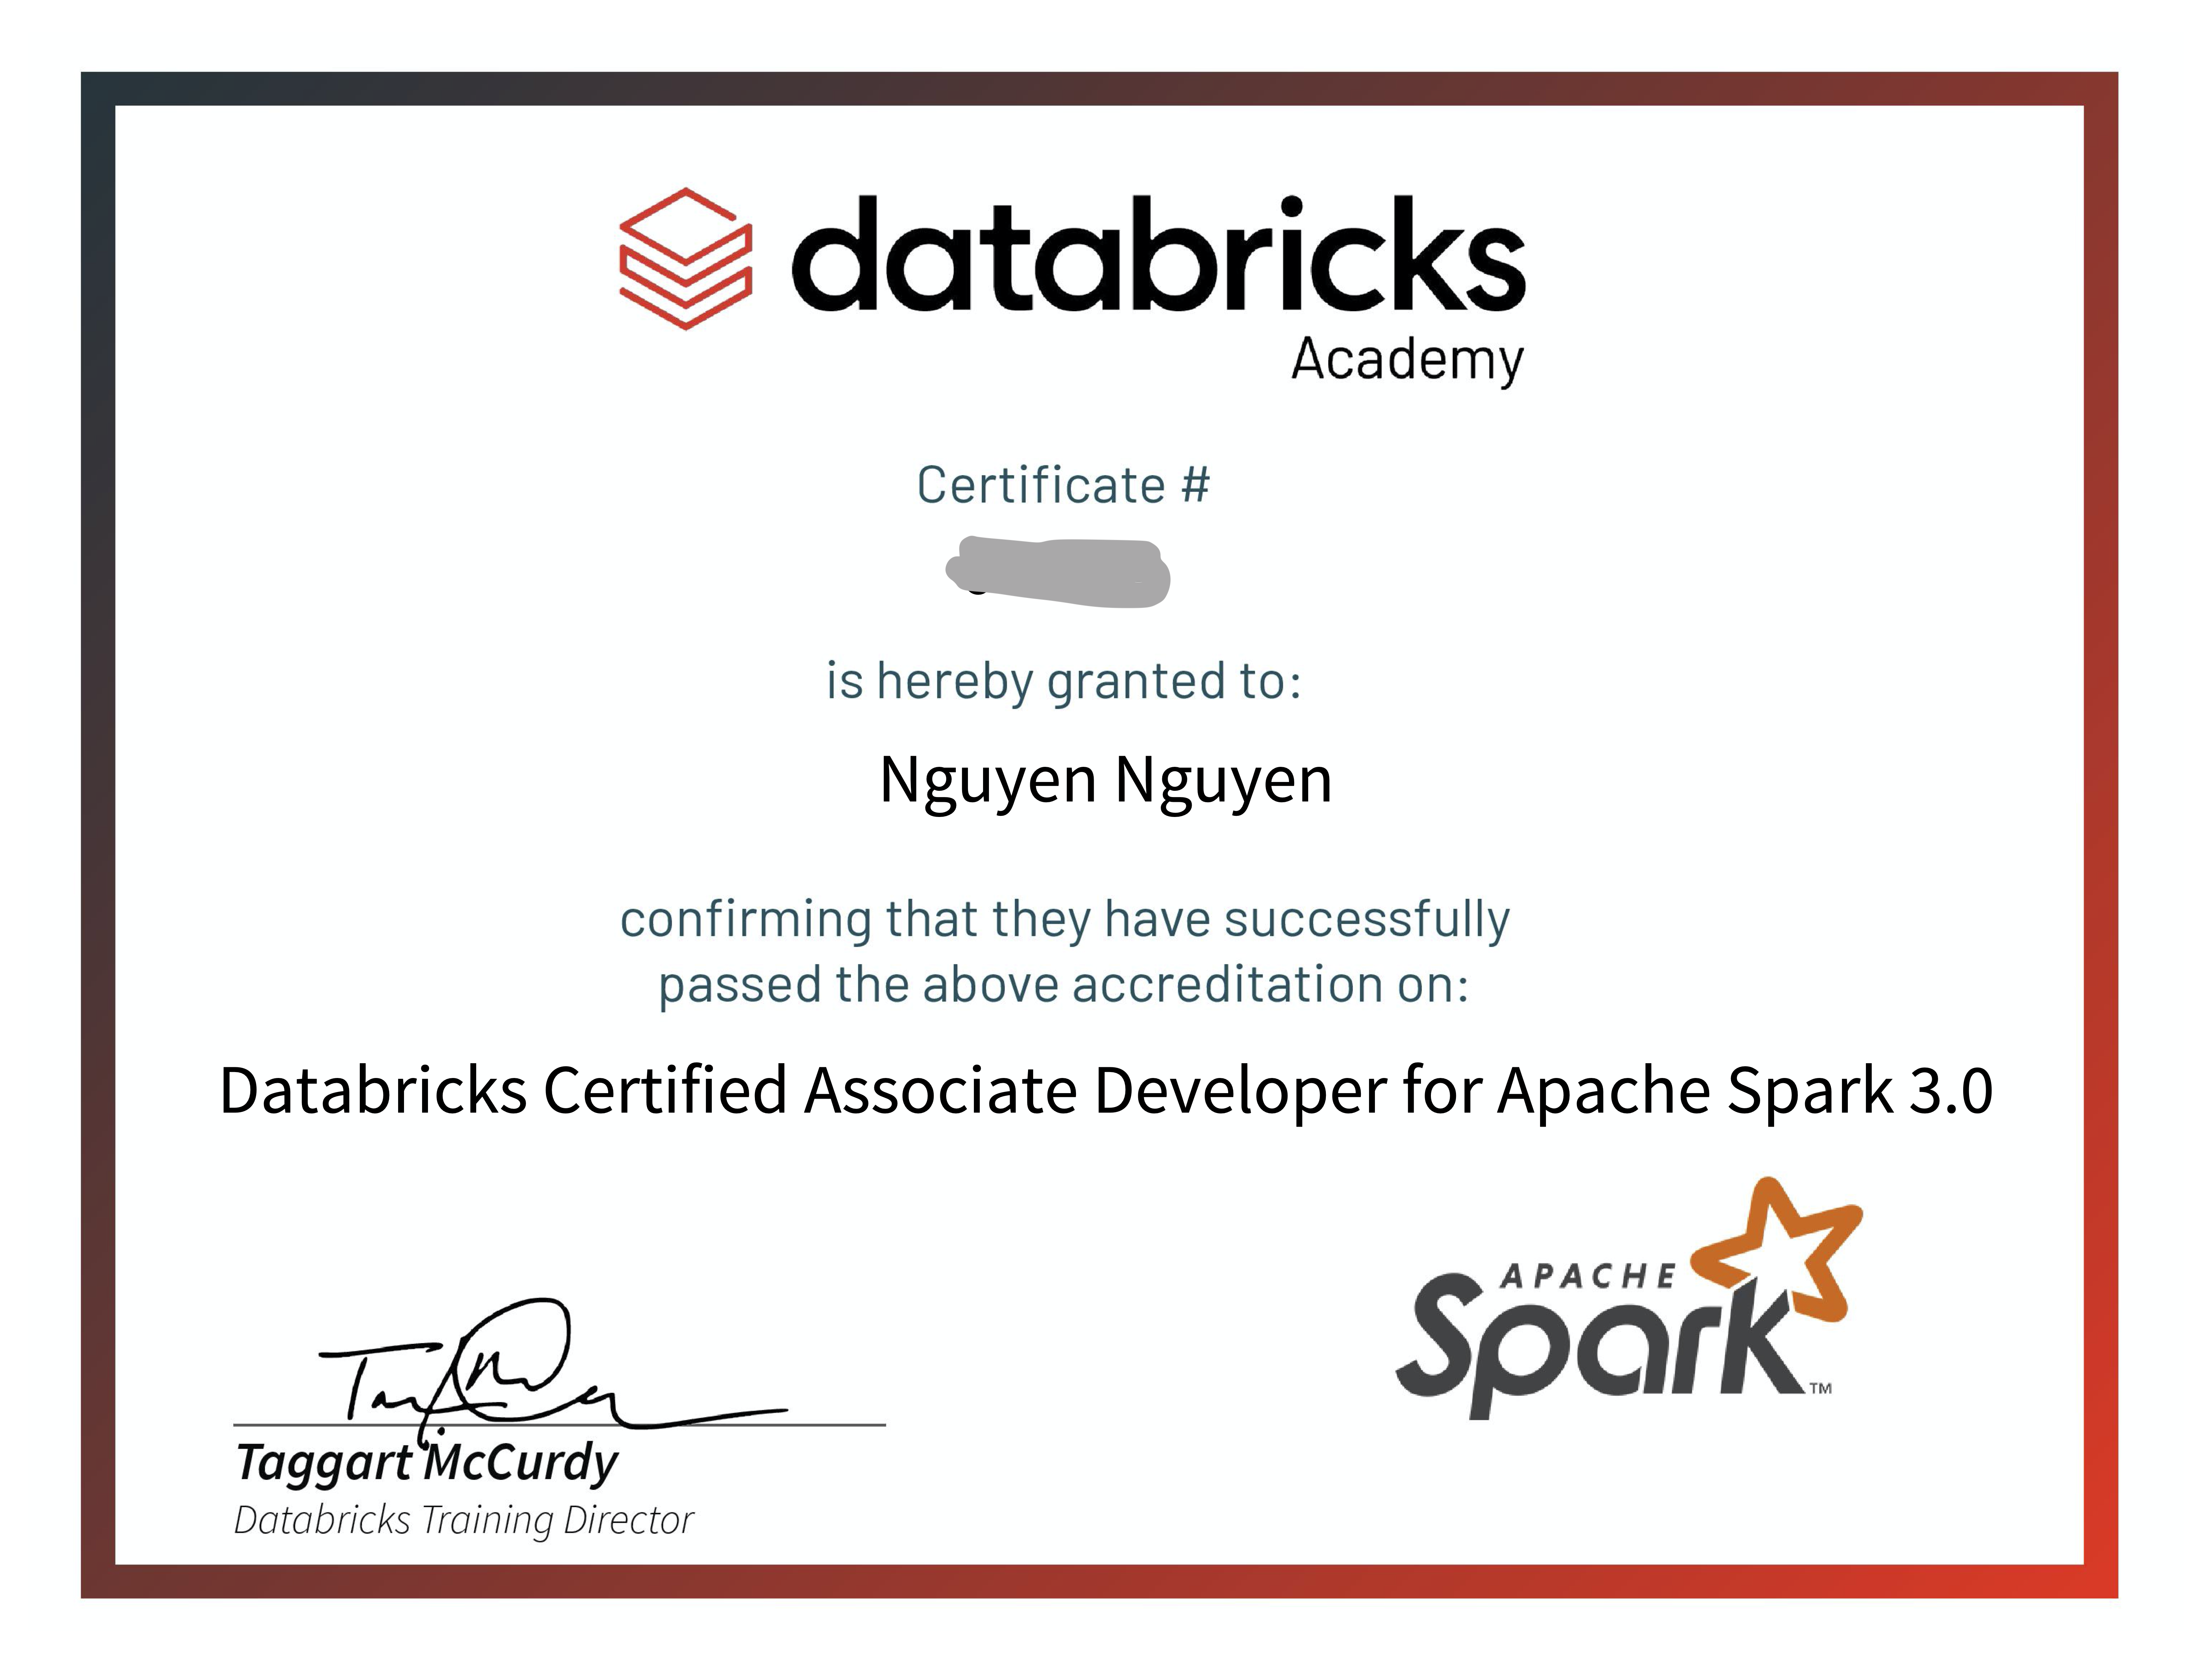 databricks
Academy
Certificate #
is hereby granted to:
Nguyen Nguyen
confirming that they have successfully
passed the above accreditation on:
Databricks Certified Associate Developer for Apache Spark 3.0
APACHE
Spark™
Taggart McCurdy
Databricks Training Director